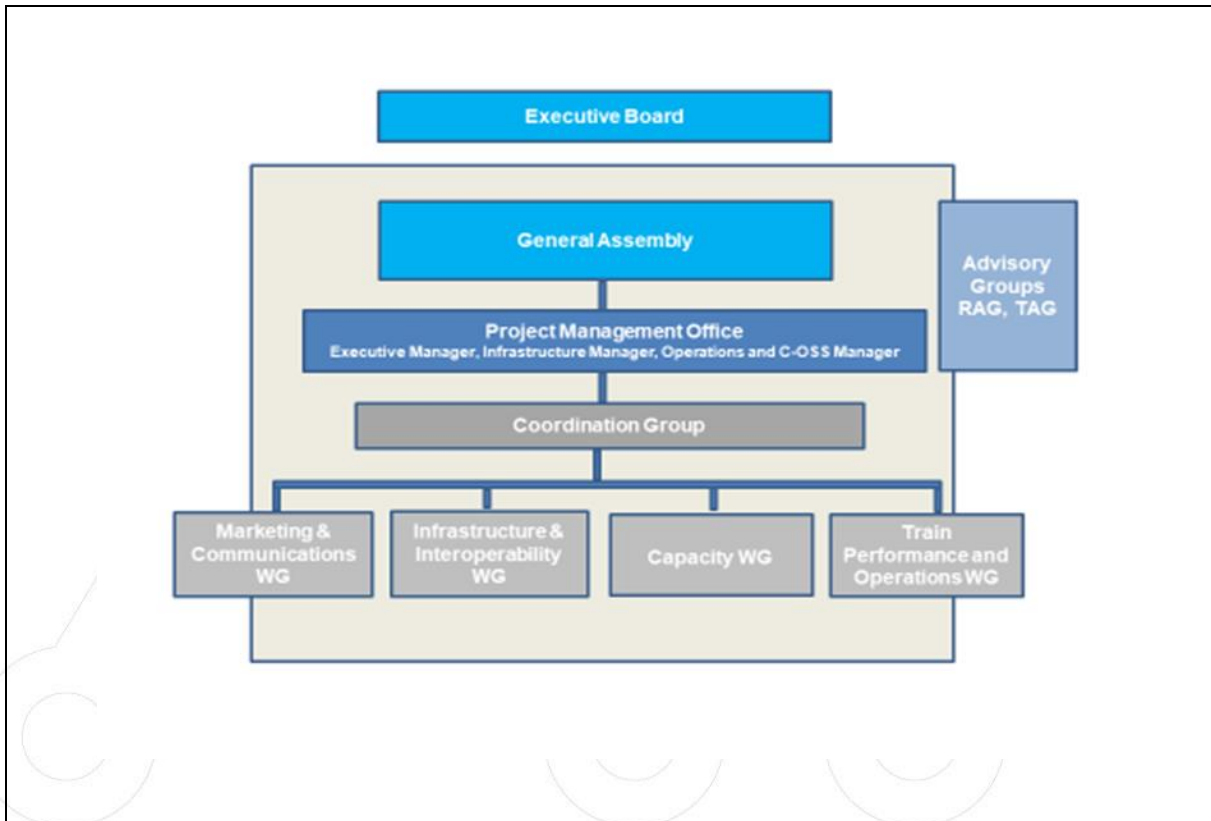 Executive Board
General Assembly
Advisory
Groups
RAG, TAG
Project Management Office
Executive Manager, Infrastructure Manager, Operations and C-OSS Manager
Coordination Group
Marketing &
Communications
WG
Infrastructure &
Interoperability
WG
Capacity WG
Train
Performance and
Operations WG